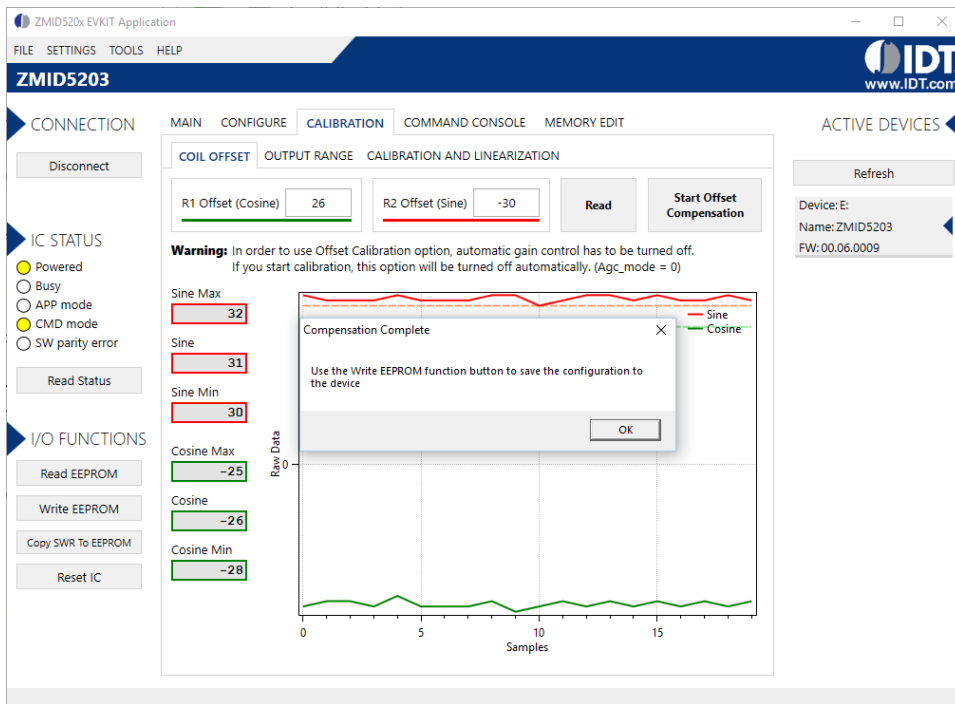 ZMID520x EVKIT Application
FILE SETTINGS TOOLS HELP
ZMID5203
IDT
www.IDT.com
CONNECTION
Disconnect
IC STATUS
Powered
Busy
APP mode
CMD mode
SW parity error
Read Status
I/O FUNCTIONS
Read EEPROM
Write EEPROM
Copy SWR To EEPROM
Reset IC
MAIN CONFIGURE CALIBRATION COMMAND CONSOLE MEMORY EDIT
COIL OFFSET OUTPUT RANGE CALIBRATION AND LINEARIZATION
R1 Offset (Cosine) 26
R2 Offset (Sine) -30
Read
Start Offset
Compensation
Warning: In order to use Offset Calibration option, automatic gain control has to be turned off.
If you start calibration, this option will be turned off automatically. (Agc_mode = 0)
Sine Max
32
Sine
31
Sine Min
30
Cosine Max
-25
Cosine
-26
Cosine Min
-28
Sine
Cosine
Compensation Complete
Use the Write EEPROM function button to save the configuration to
the device
OK
Raw Data
0
0 5 10 15
Samples
ACTIVE DEVICES
Refresh
Device: E:
Name: ZMID5203
FW: 00.06.0009